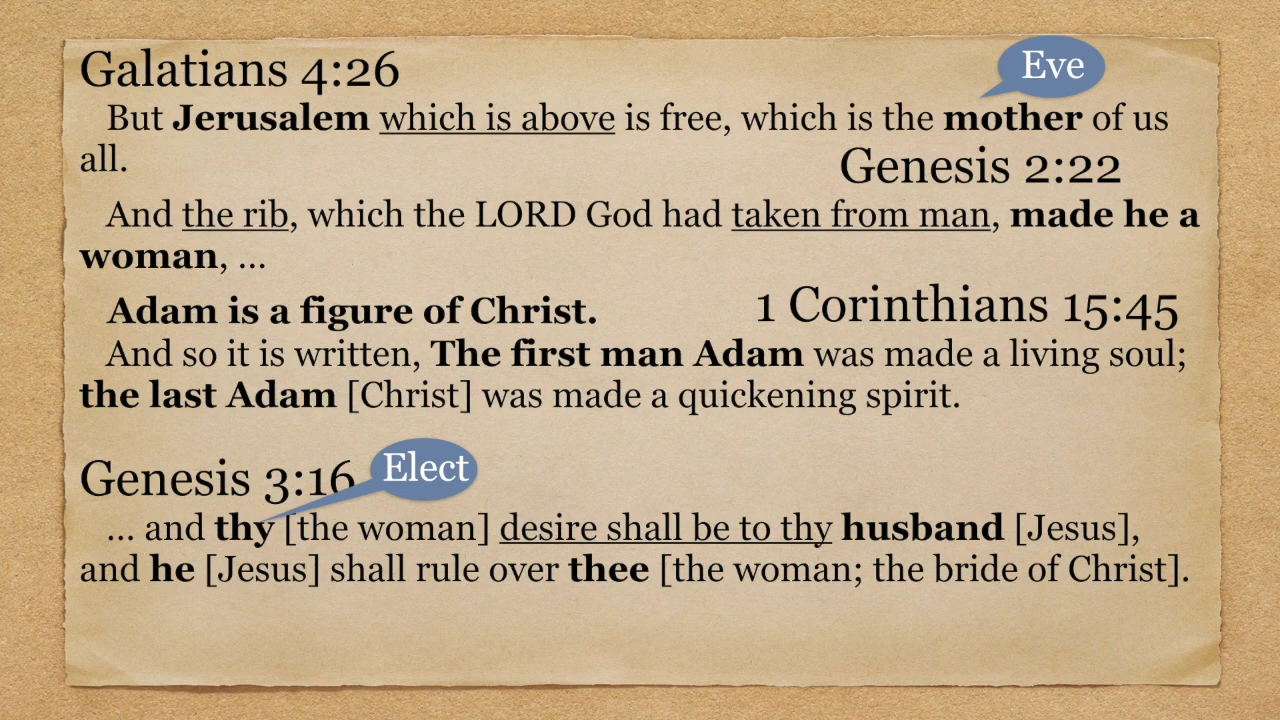 Galatians 4:26
Eve
But Jerusalem which is above is free, which is the mother of us
all.
Genesis 2:22
And the rib, which the LORD God had taken from man, made he a
woman, ...
Adam is a figure of Christ.
1 Corinthians 15:45
And so it is written, The first man Adam was made a living soul;
the last Adam [Christ] was made a quickening spirit.
Genesis 3:16
Elect
... and thy [the woman] desire shall be to thy husband [Jesus],
and he [Jesus] shall rule over thee [the woman; the bride of Christ].